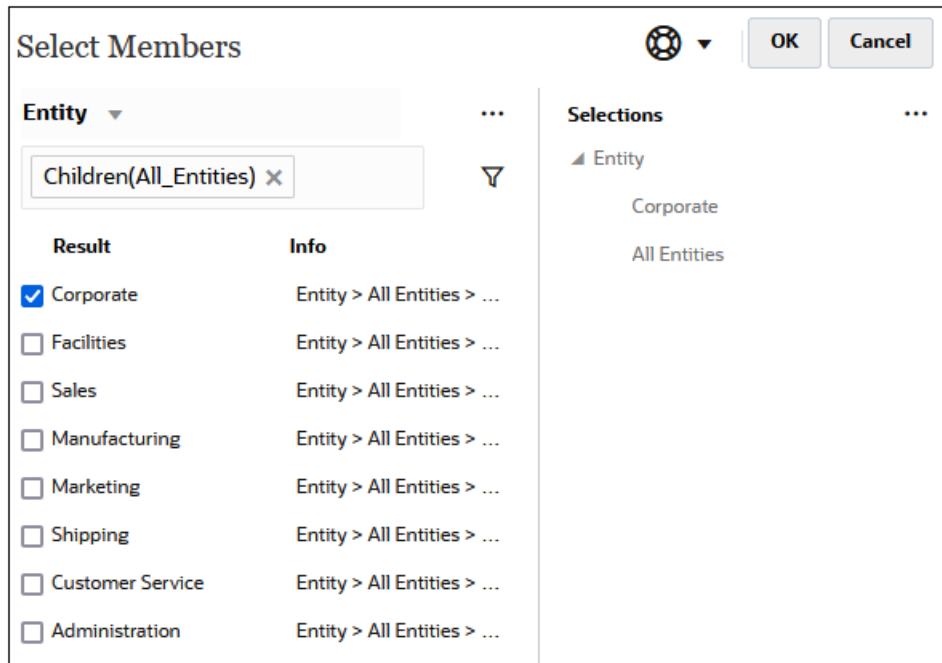 Select Members
OK
Cancel
Entity
...
Children(All_Entities)
Result Info
Corporate Entity > All Entities > ...
Facilities Entity > All Entities > ...
Sales Entity > All Entities > ...
Manufacturing Entity > All Entities > ...
Marketing Entity > All Entities > ...
Shipping Entity > All Entities > ...
Customer Service Entity > All Entities > ...
Administration Entity > All Entities > ...
Selections
...
Entity
Corporate
All Entities